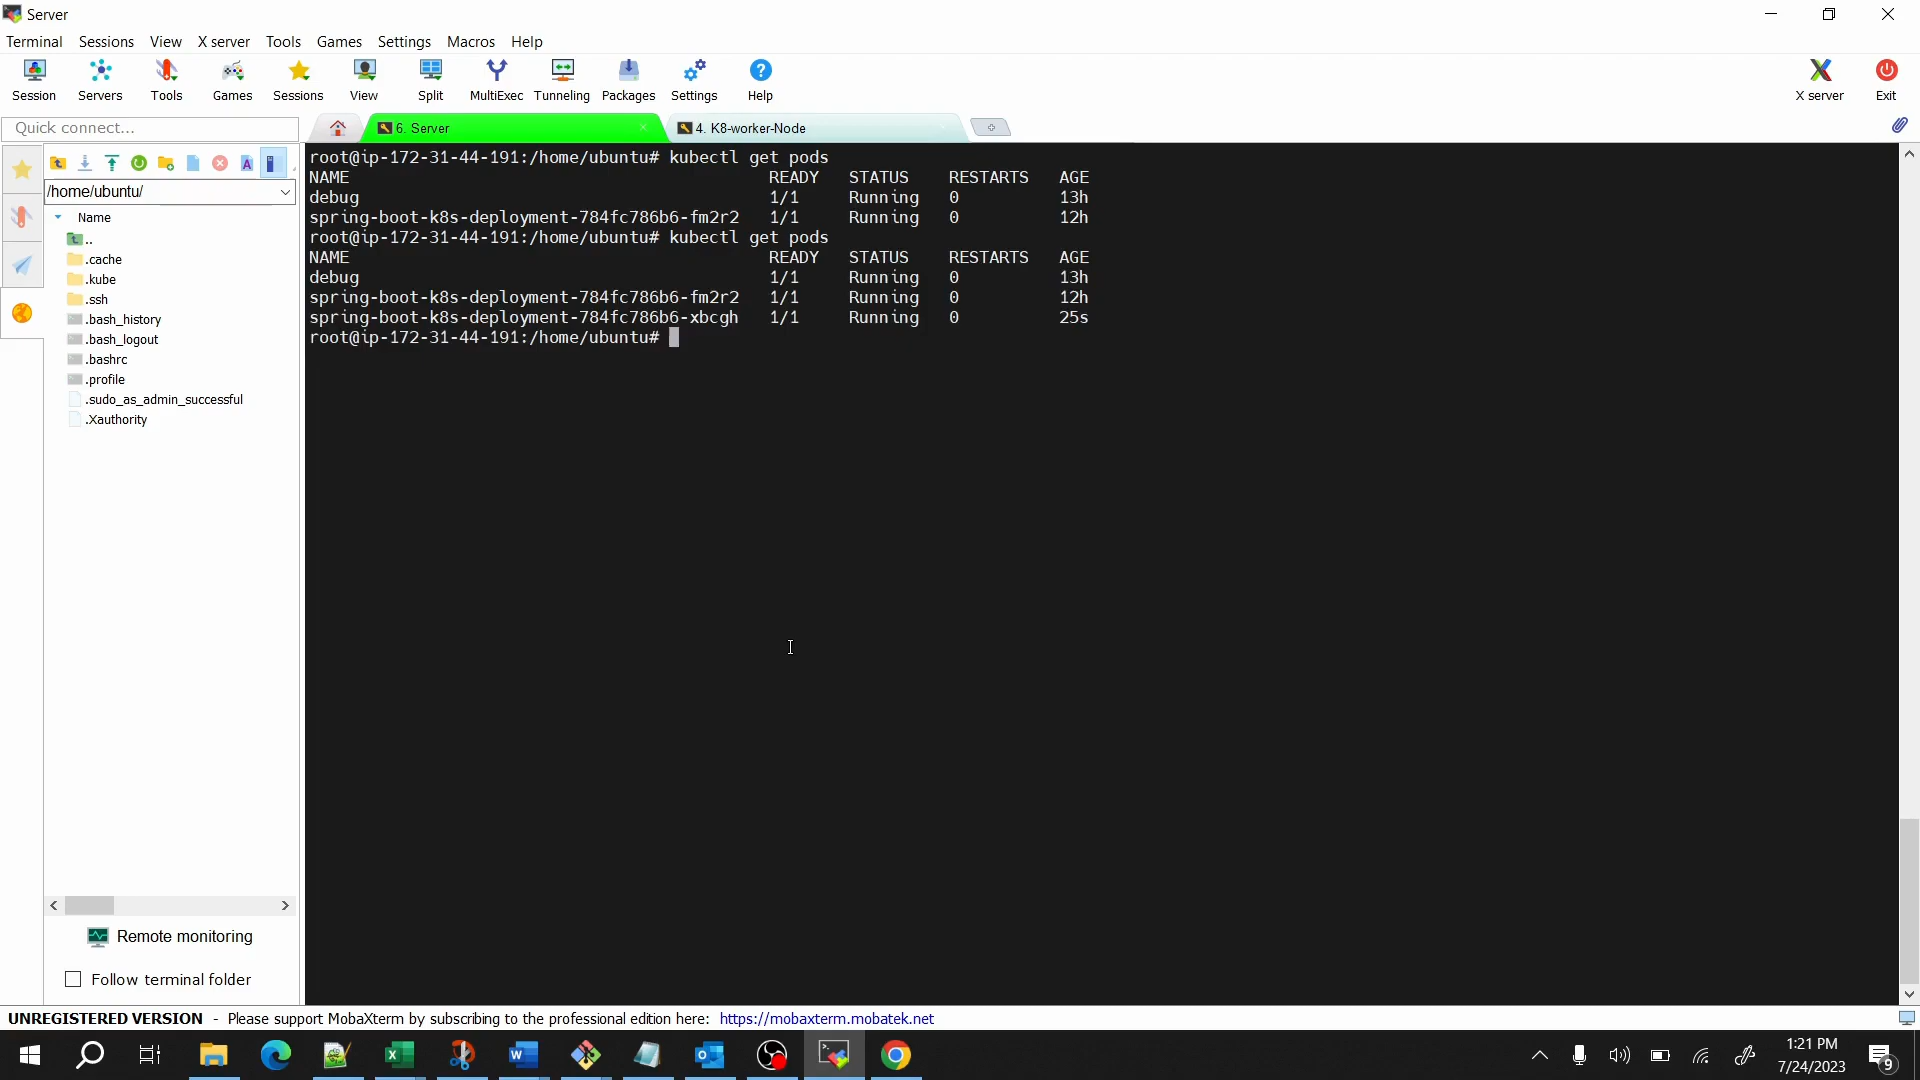 Server
Terminal Sessions View X server Tools Games Settings Macros Help
Session Servers Tools Games Sessions View Split MultiExec Tunneling Packages Settings Help X server Exit
Quick connect...
6. Server
4. K8-worker-Node
/home/ubuntu/
Name
..
.cache
.kube
.ssh
.bash_history
.bash_logout
.bashrc
.profile
.sudo_as_admin_successful
.Xauthority
Remote monitoring
Follow terminal folder
root@ip-172-31-44-191:/home/ubuntu# kubectl get pods
NAME READY STATUS RESTARTS AGE
debug 1/1 Running 0 13h
spring-boot-k8s-deployment-784fc786b6-fm2r2 1/1 Running 0 12h
root@ip-172-31-44-191:/home/ubuntu# kubectl get pods
NAME READY STATUS RESTARTS AGE
debug 1/1 Running 0 13h
spring-boot-k8s-deployment-784fc786b6-fm2r2 1/1 Running 0 12h
spring-boot-k8s-deployment-784fc786b6-xbcgh 1/1 Running 0 25s
root@ip-172-31-44-191:/home/ubuntu#
UNREGISTERED VERSION - Please support MobaXterm by subscribing to the professional edition here: https://mobaxterm.mobatek.net
1:21 PM
7/24/2023
9